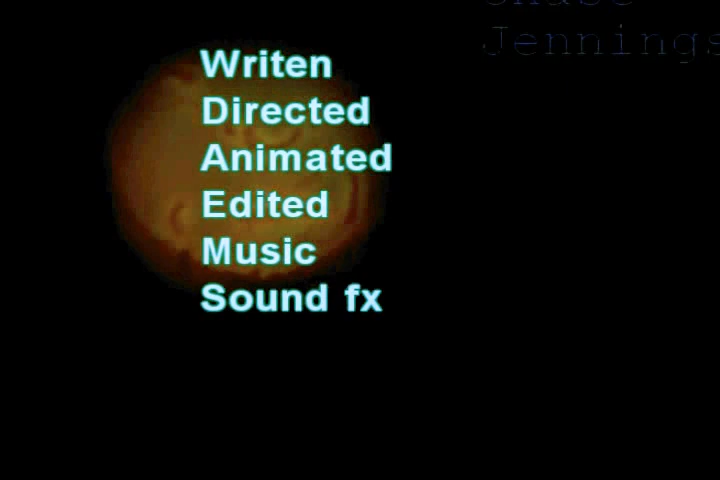 Writen
Directed
Animated
Edited
Music
Sound fx
Jennings